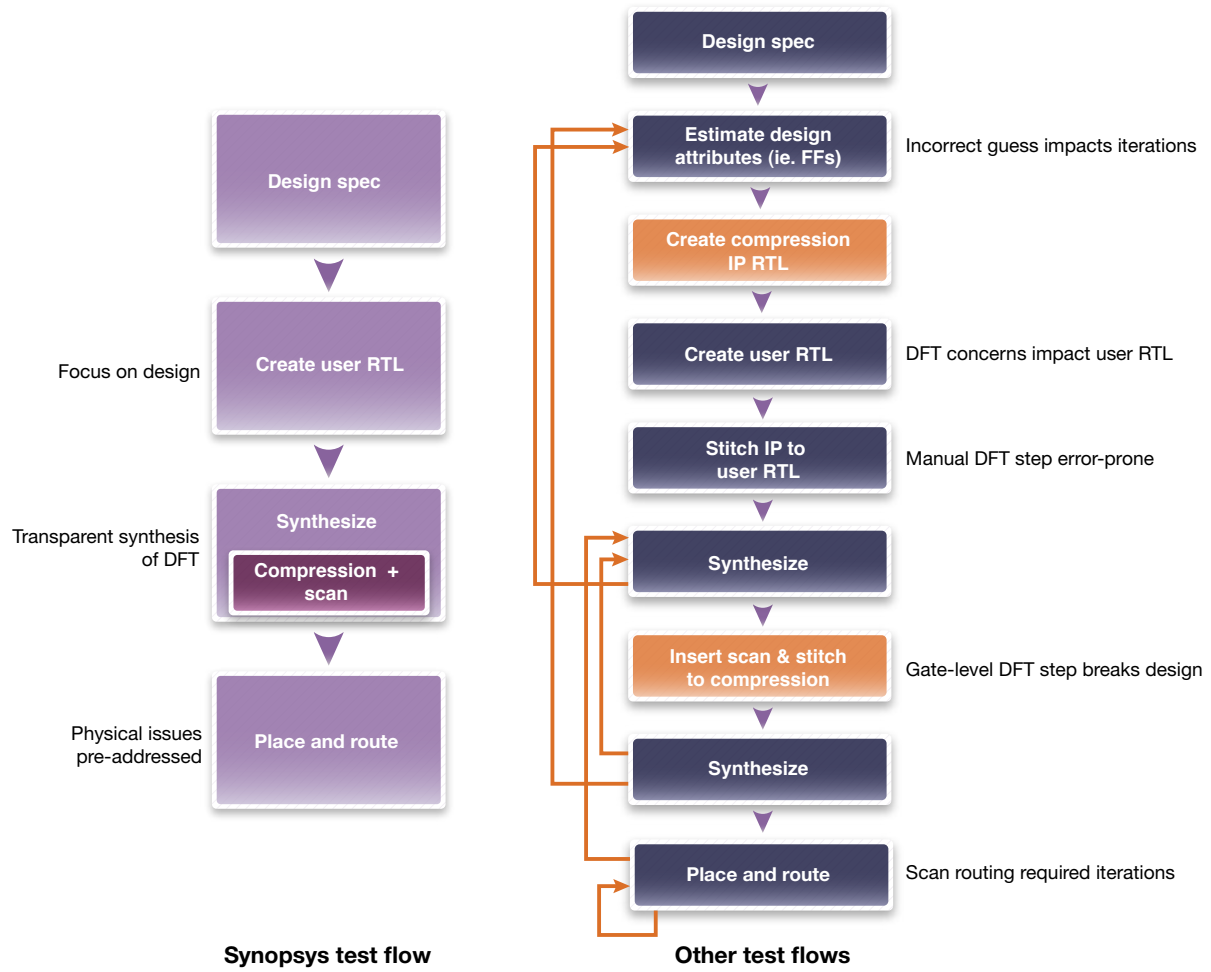 Design spec
Focus on design
Create user RTL
Transparent synthesis
of DFT
Synthesize
Compression +
scan
Physical issues
pre-addressed
Place and route
Synopsys test flow
Design spec
Estimate design
attributes (ie. FFs)
Incorrect guess impacts iterations
Create compression
IP RTL
Create user RTL
DFT concerns impact user RTL
Stitch IP to
user RTL
Manual DFT step error-prone
Synthesize
Insert scan & stitch
to compression
Gate-level DFT step breaks design
Synthesize
Place and route
Scan routing required iterations
Other test flows